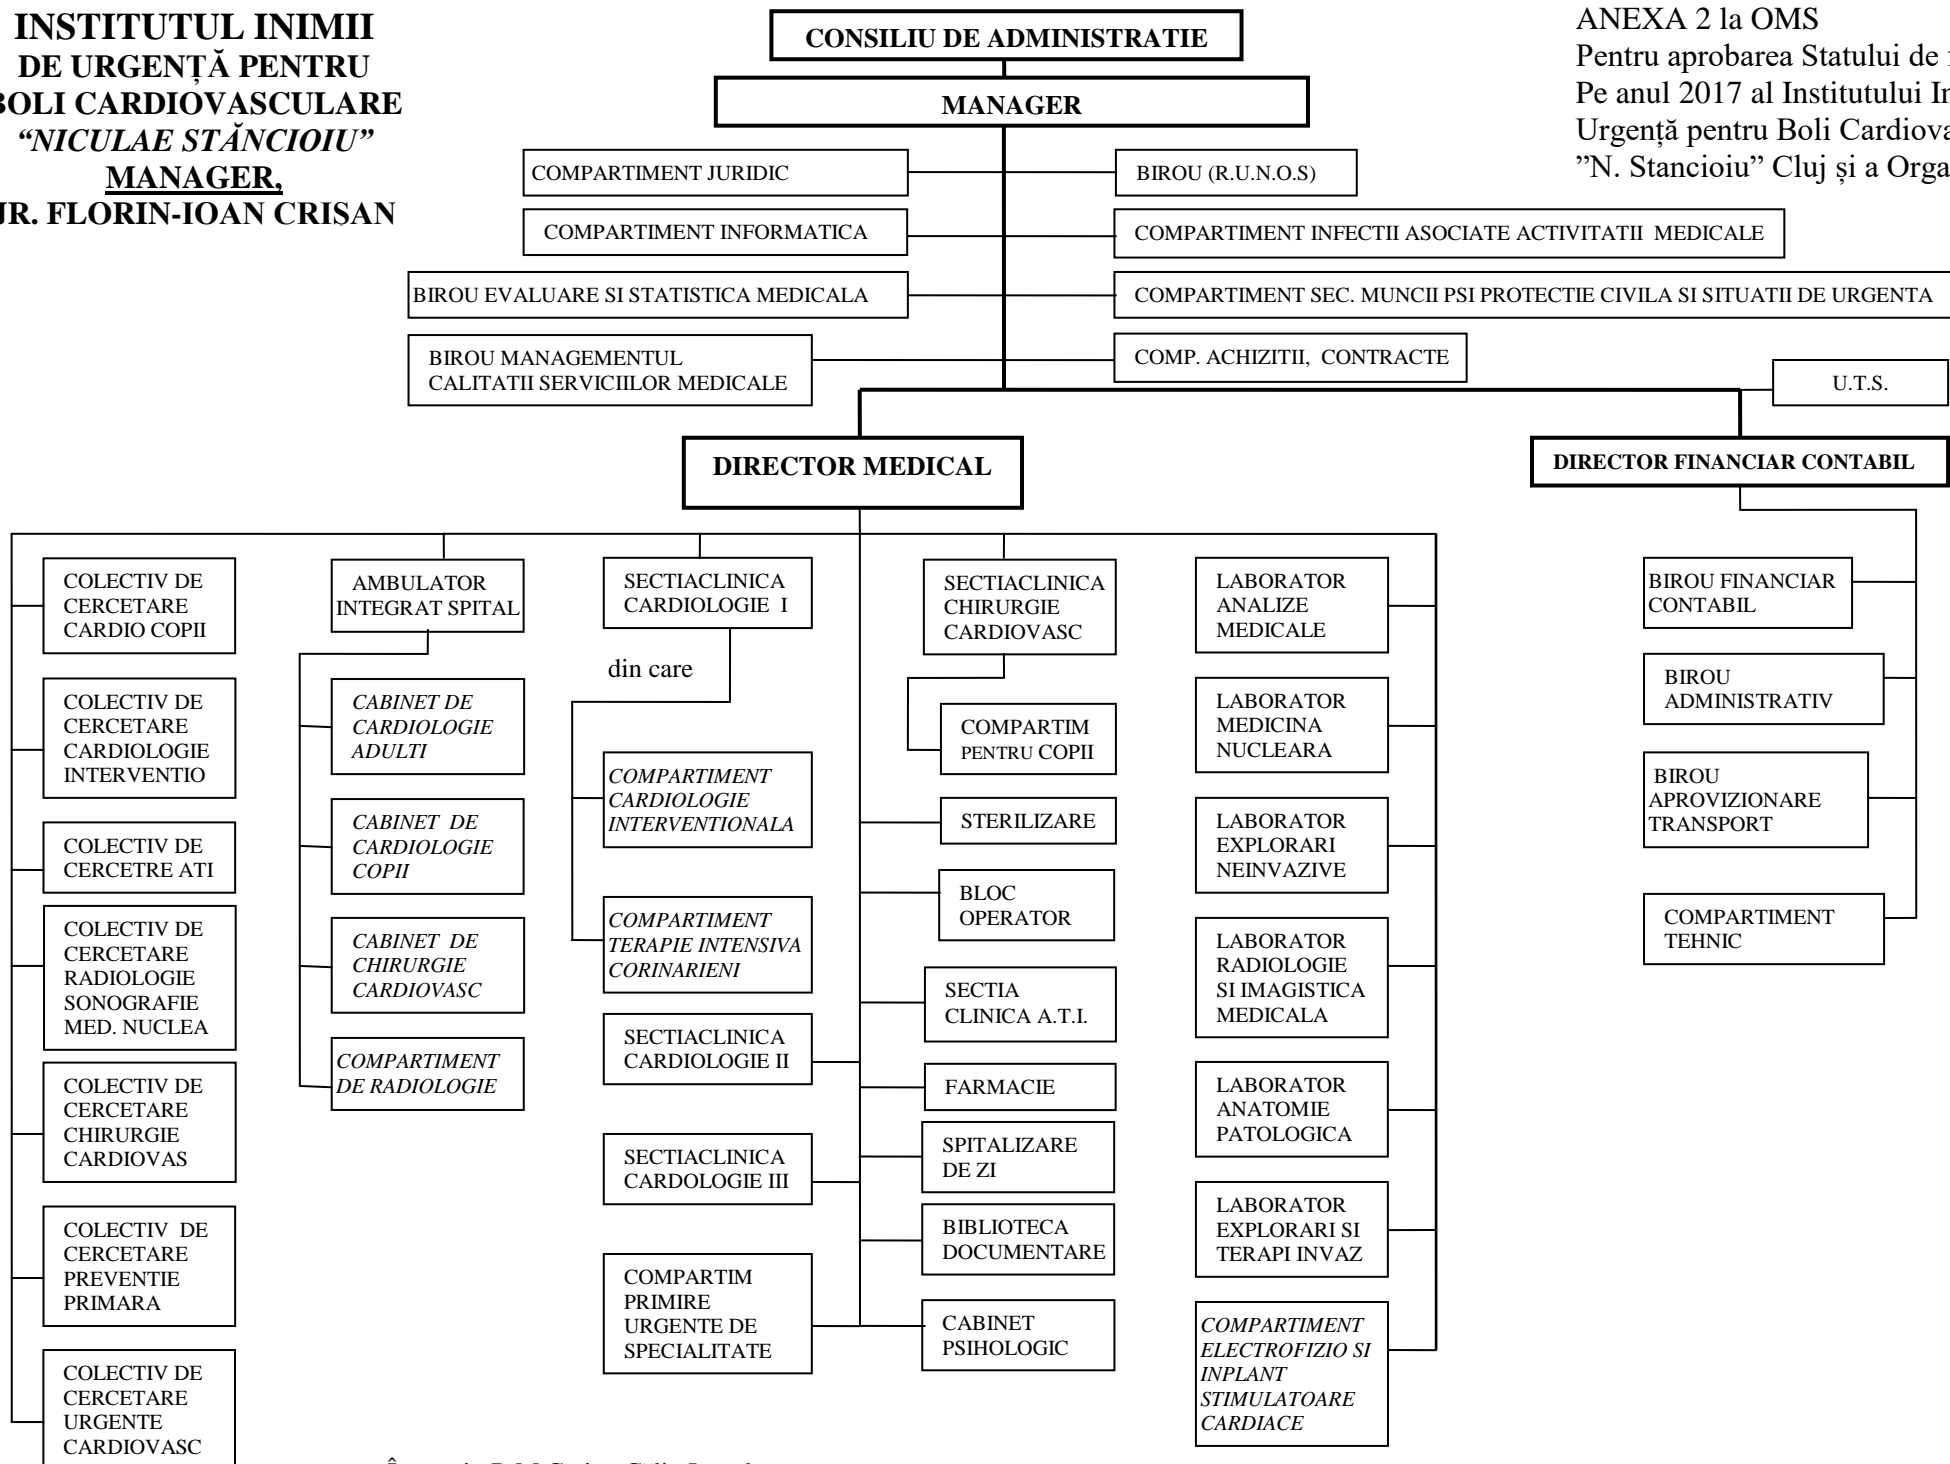 INSTITUTUL INIMII
DE URGENȚĂ PENTRU
BOLI CARDIOVASCULARE
“NICULAE STĂNCIOIU”
MANAGER,
JR. FLORIN-IOAN CRIȘAN
CONSILIU DE ADMINISTRATIE
MANAGER
ANEXA 2 la OMS
Pentru aprobarea Statului de
Pe anul 2017 al Institutului
Urgență pentru Boli
”N. Stancioiu” Cluj și a
COMPARTIMENT JURIDIC
BIROU (R.U.N.O.S)
COMPARTIMENT INFORMATICA
COMPARTIMENT INFECTII ASOCIATE ACTIVITATII MEDICALE
BIROU EVALUARE SI STATISTICA MEDICALA
COMPARTIMENT SEC. MUNCII PSI PROTECTIE CIVILA SI SITUATII DE URGENTA
BIROU MANAGEMENTUL
CALITATII SERVICIILOR MEDICALE
COMP. ACHIZITII, CONTRACTE
U.T.S.
DIRECTOR MEDICAL
DIRECTOR FINANCIAR CONTABIL
COLECTIV DE
CERCETARE
CARDIO COPII
COLECTIV DE
CERCETARE
CARDIOLOGIE
INTERVENTIO
COLECTIV DE
CERCETRE ATI
COLECTIV DE
CERCETARE
RADIOLOGIE
SONOGRAFIE
MED. NUCLEA
COLECTIV DE
CERCETARE
CHIRURGIE
CARDIOVAS
COLECTIV DE
CERCETARE
PREVENTIE
PRIMARA
COLECTIV DE
CERCETARE
URGENTE
CARDIOVASC
AMBULATOR
INTEGRAT SPITAL
CABINET DE
CARDIOLOGIE
ADULTI
CABINET DE
CARDIOLOGIE
COPII
CABINET DE
CHIRURGIE
CARDIOVASC
COMPARTIMENT
DE RADIOLOGIE
SECTIACLINICA
CARDIOLOGIE I
din care
COMPARTIMENT
CARDIOLOGIE
INTERVENTIONALA
COMPARTIMENT
TERAPIE INTENSIVA
CORINARIENI
SECTIACLINICA
CARDIOLOGIE II
SECTIACLINICA
CARDOLOGIE III
COMPARTIM
PRIMIRE
URGENTE DE
SPECIALITATE
SECTIACLINICA
CHIRURGIE
CARDIOVASC
COMPARTIM
PENTRU COPII
STERILIZARE
BLOC
OPERATOR
SECTIA
CLINICA A.T.I.
FARMACIE
SPITALIZARE
DE ZI
BIBLIOTECA
DOCUMENTARE
CABINET
PSIHOLOGIC
LABORATOR
ANALIZE
MEDICALE
LABORATOR
MEDICINA
NUCLEARA
LABORATOR
EXPLORARI
NEINVAZIVE
LABORATOR
RADIOLOGIE
SI IMAGISTICA
MEDICALA
LABORATOR
ANATOMIE
PATOLOGICA
LABORATOR
EXPLORARI SI
TERAPI INVAZ
COMPARTIMENT
ELECTROFIZIO SI
INPLANT
STIMULATOARE
CARDIACE
BIROU FINANCIAR
CONTABIL
BIROU
ADMINISTRATIV
BIROU
APROVIZIONARE
TRANSPORT
COMPARTIMENT
TEHNIC